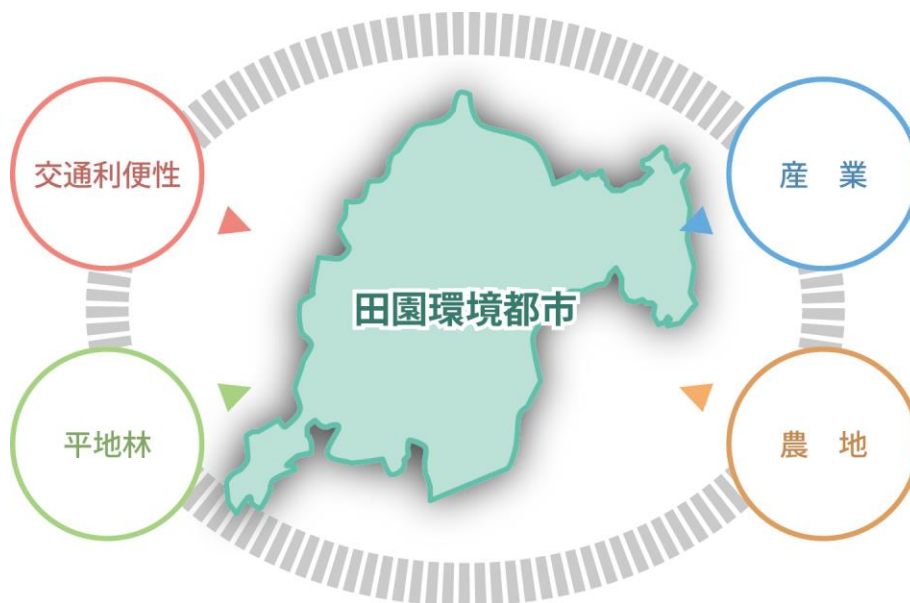 交通利便性
産　業
田園環境都市
平地林
農　地